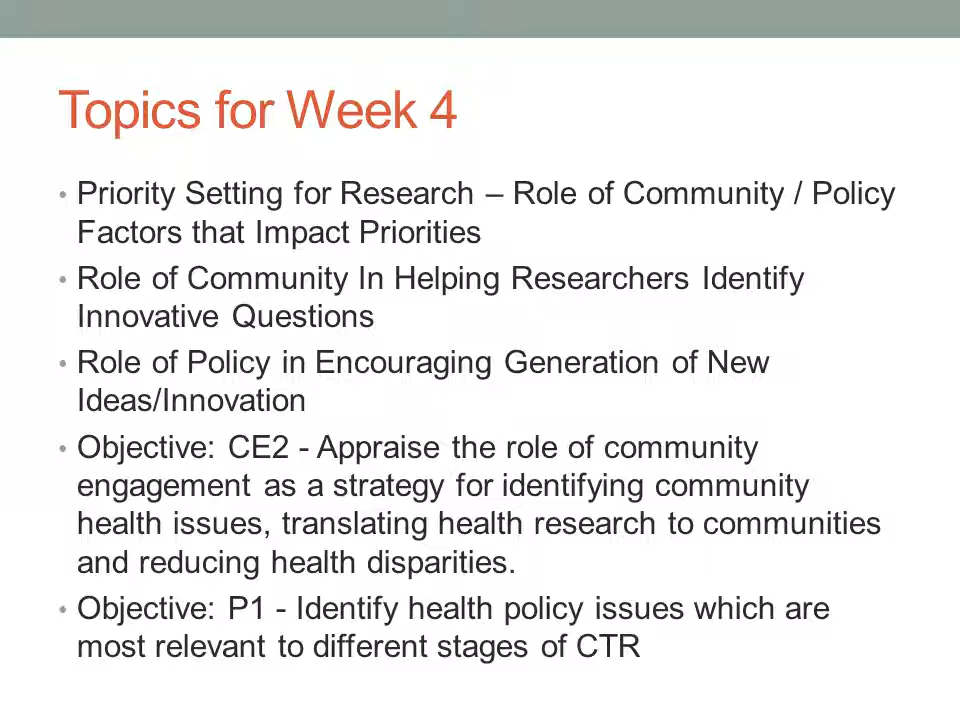 Topics for Week 4
• Priority Setting for Research – Role of Community / Policy
Factors that Impact Priorities
• Role of Community In Helping Researchers Identify
Innovative Questions
• Role of Policy in Encouraging Generation of New
Ideas/Innovation
• Objective: CE2 - Appraise the role of community
engagement as a strategy for identifying community
health issues, translating health research to communities
and reducing health disparities.
• Objective: P1 - Identify health policy issues which are
most relevant to different stages of CTR